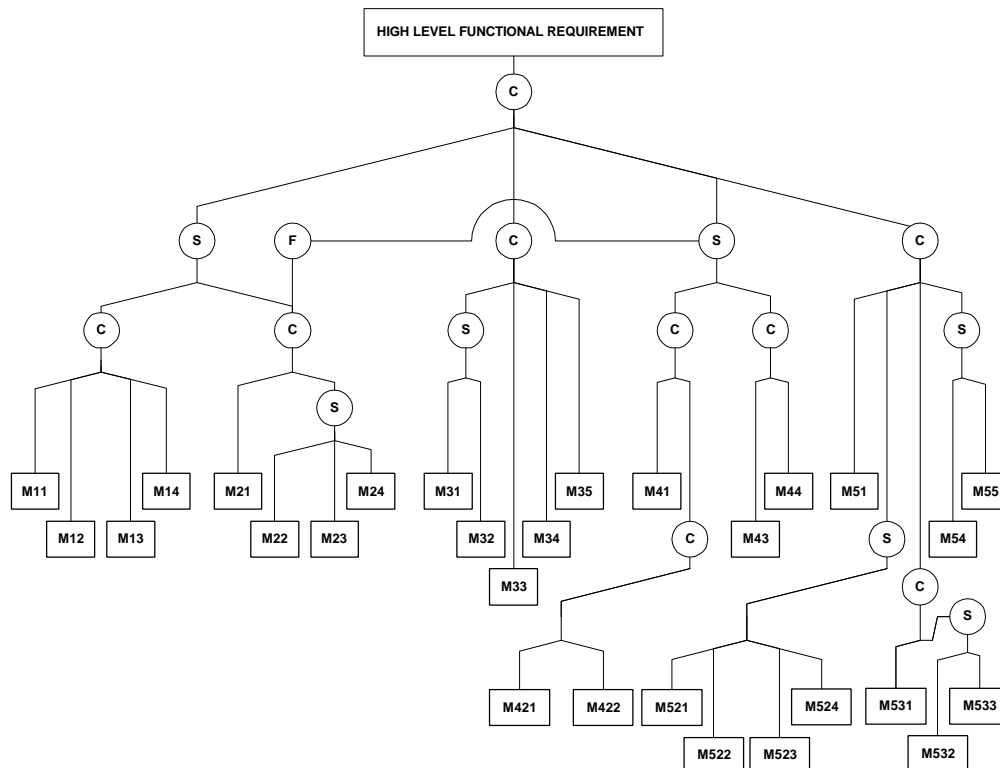 HIGH LEVEL FUNCTIONAL REQUIREMENT
C
S
F
C
S
C
C
C
S
C
C
S
S
M11
M14
M21
M24
M31
M35
M41
M44
M51
M55
M12
M13
M22
M23
M32
M34
C
M43
S
M54
M33
C
S
M421
M422
M521
M524
M531
M533
M522
M523
M532